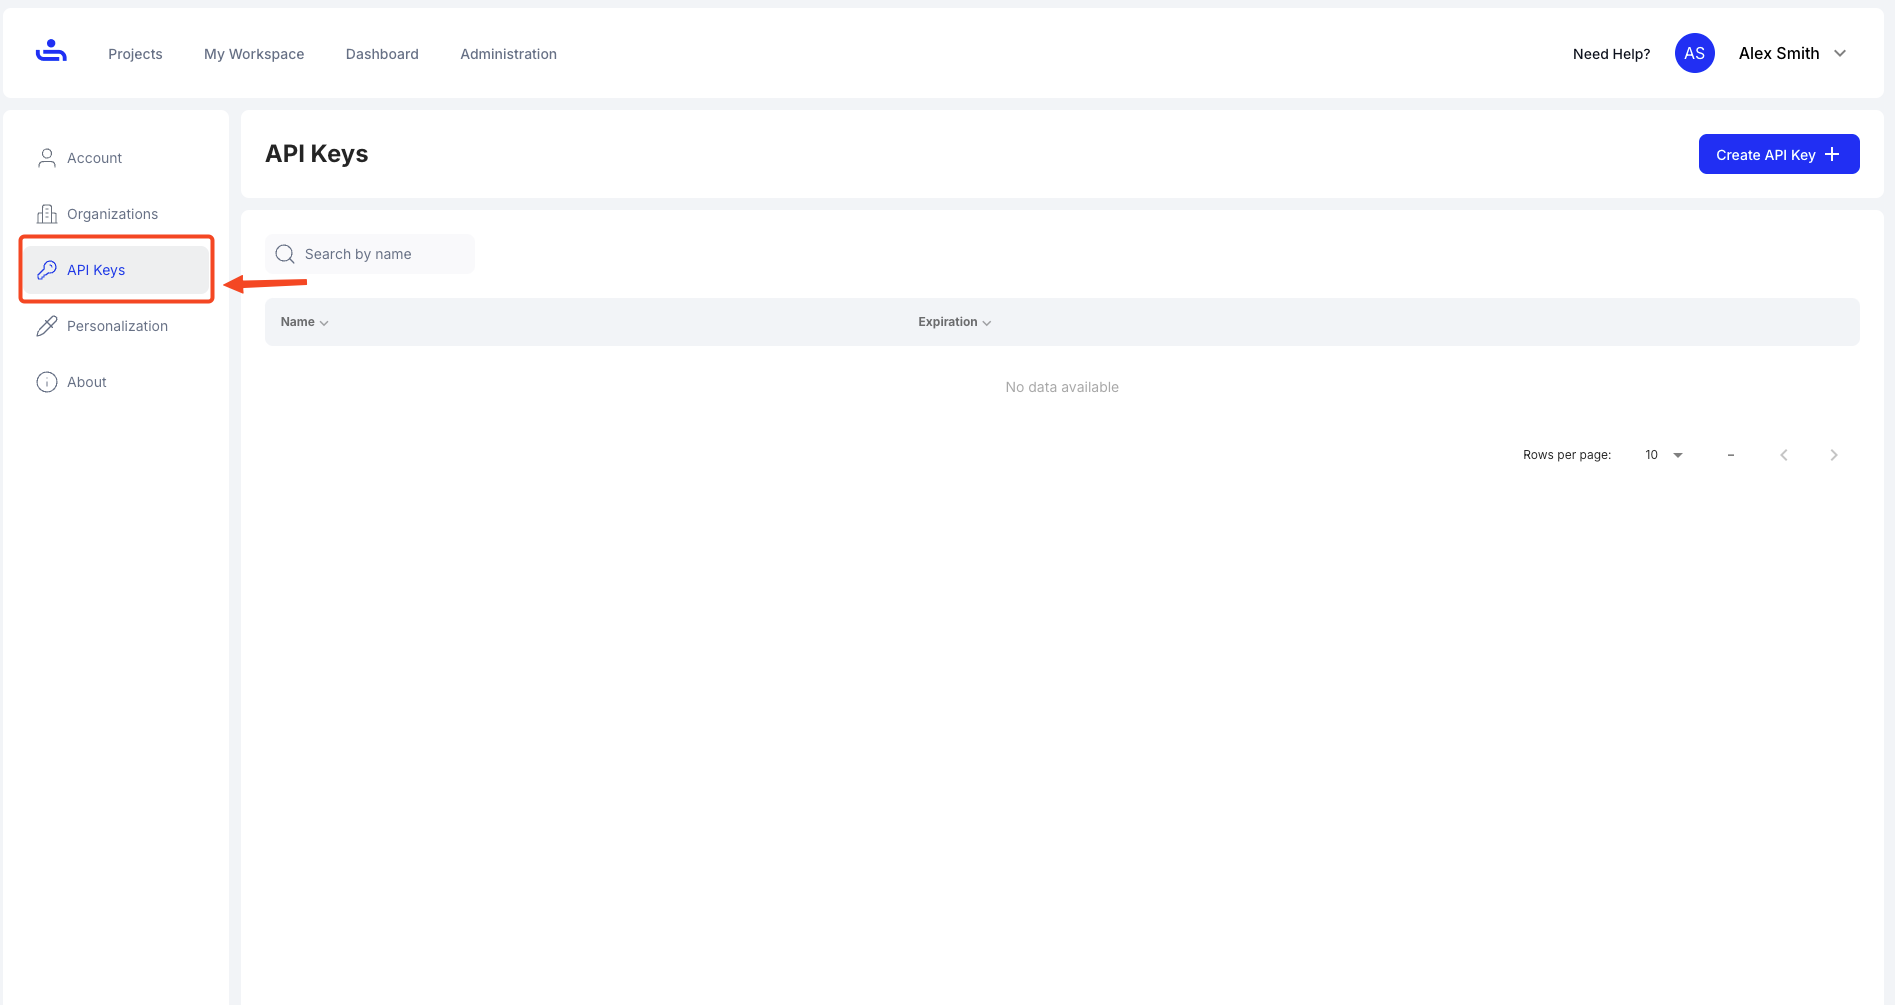 Projects My Workspace Dashboard Administration Need Help? AS Alex Smith
Account
Organizations
API Keys
Personalization
About
API Keys
Create API Key
Search by name
Name Expiration
No data available
Rows per page: 10 –